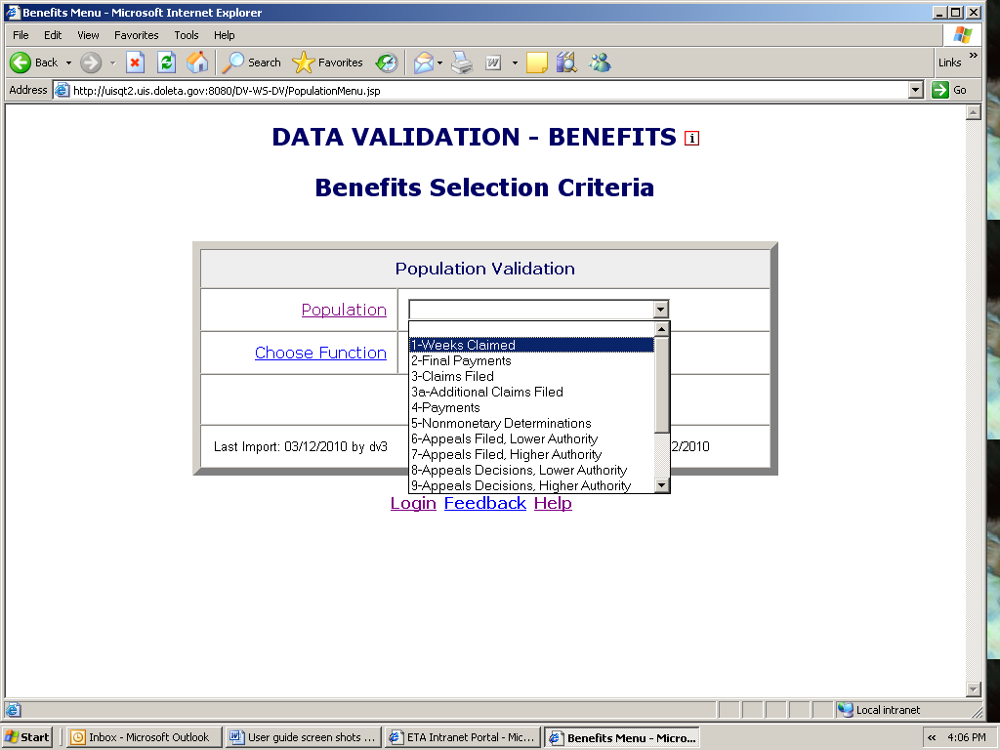 Benefits Menu - Microsoft Internet Explorer
File Edit View Favorites Tools Help
Back Search Favorites W Links »
Address http://uisqt2.uis.doleta.gov:8080/DV-WS-DV/PopulationMenu.jsp Go
DATA VALIDATION - BENEFITS i
Benefits Selection Criteria
Population Validation
Population
1-Weeks Claimed
Choose Function
2-Final Payments
3-Claims Filed
3a-Additional Claims Filed
4-Payments
5-Nonmonetary Determinations
6-Appeals Filed, Lower Authority
Last Import: 03/12/2010 by dv3 2/2010
7-Appeals Filed, Higher Authority
8-Appeals Decisions, Lower Authority
9-Appeals Decisions, Higher Authority
Login Feedback Help
Local intranet
Start Inbox - Microsoft Outlook User guide screen shots ... ETA Intranet Portal - Mic... Benefits Menu - Micro... « 4:06 PM